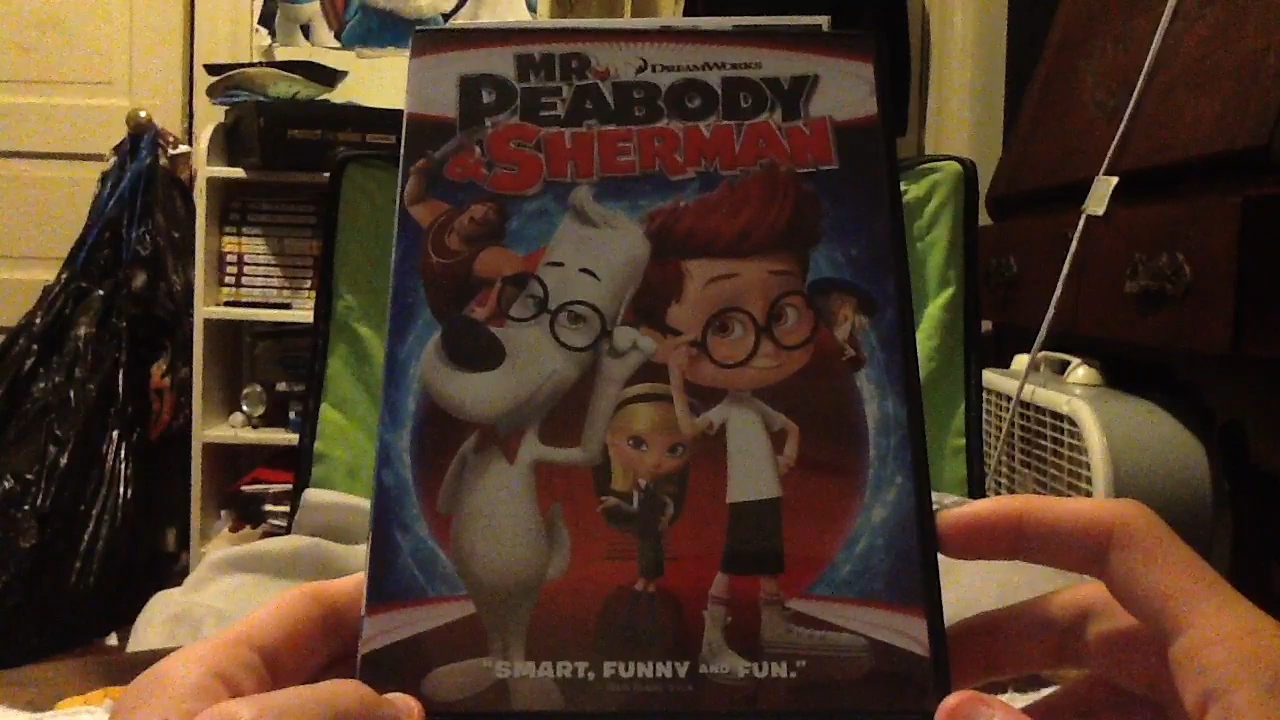 MR
DREAMWORKS
PEABODY
& SHERMAN
"SMART, FUNNY AND FUN."